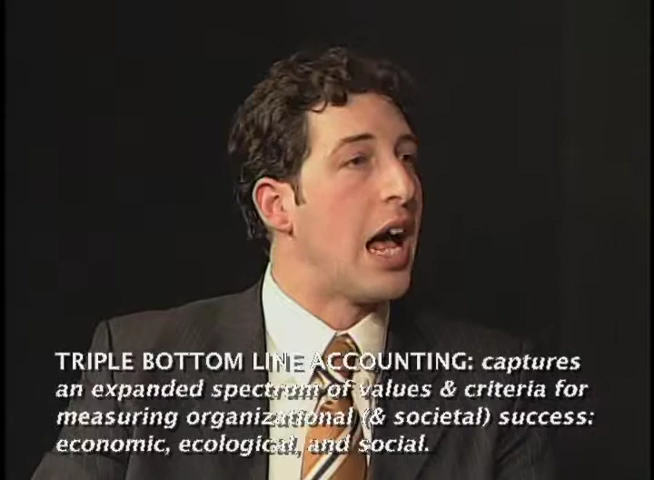 TRIPLE BOTTOM LINE ACCOUNTING: captures
an expanded spectrum of values & criteria for
measuring organizational (& societal) success:
economic, ecological, and social.